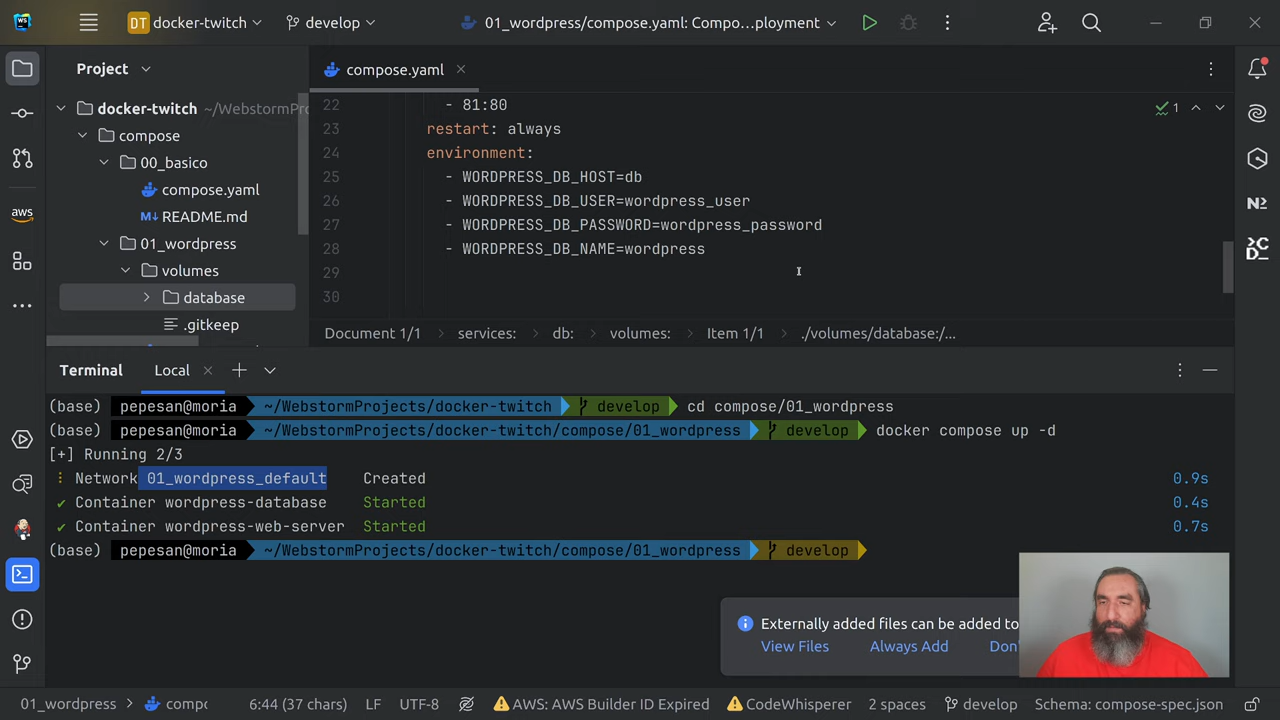 WS
DT docker-twitch
develop
01_wordpress/compose.yaml: Compo...ployment
Project
compose.yaml
docker-twitch ~/WebstormPr
compose
00_basico
compose.yaml
M↓ README.md
01_wordpress
volumes
database
.gitkeep
aws
22 - 81:80
23 restart: always
24 environment:
25 - WORDPRESS_DB_HOST=db
26 - WORDPRESS_DB_USER=wordpress_user
27 - WORDPRESS_DB_PASSWORD=wordpress_password
28 - WORDPRESS_DB_NAME=wordpress
29
30
1
Document 1/1 > services: > db: > volumes: > Item 1/1 > ./volumes/database:/...
Terminal Local
(base) pepesan@moria ~/WebstormProjects/docker-twitch develop cd compose/01_wordpress
(base) pepesan@moria ~/WebstormProjects/docker-twitch/compose/01_wordpress develop docker compose up -d
[+] Running 2/3
⠸ Network 01_wordpress_default Created 0.9s
✔ Container wordpress-database Started 0.4s
✔ Container wordpress-web-server Started 0.7s
(base) pepesan@moria ~/WebstormProjects/docker-twitch/compose/01_wordpress develop
Externally added files can be added to
View Files Always Add Don'
01_wordpress > 6:44 (37 chars) LF UTF-8 AWS: AWS Builder ID Expired CodeWhisperer 2 spaces develop Schema: compose-spec.json